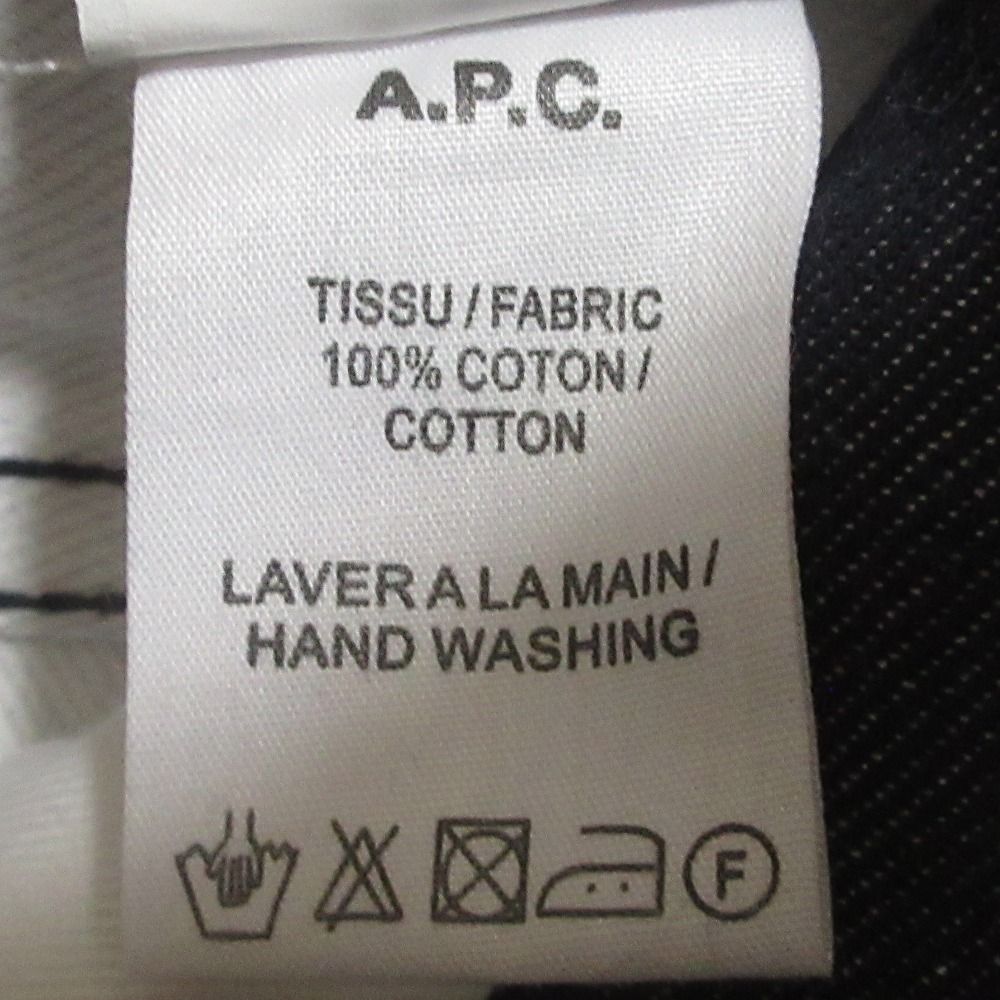 A.P.C.
TISSU / FABRIC
100% COTON /
COTTON
LAVER A LA MAIN /
HAND WASHING
F